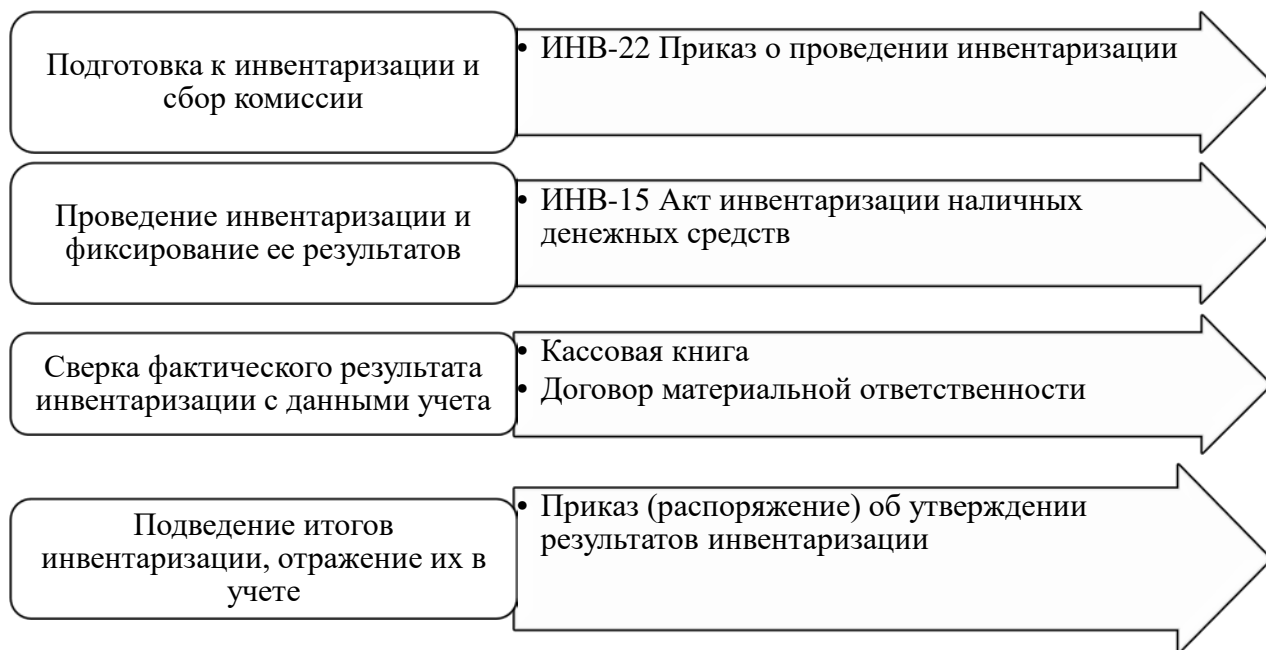 Подготовка к инвентаризации и
сбор комиссии
• ИНВ-22 Приказ о проведении инвентаризации
Проведение инвентаризации и
фиксирование ее результатов
• ИНВ-15 Акт инвентаризации наличных
денежных средств
Сверка фактического результата
инвентаризации с данными учета
• Кассовая книга
• Договор материальной ответственности
Подведение итогов
инвентаризации, отражение их в
учете
• Приказ (распоряжение) об утверждении
результатов инвентаризации